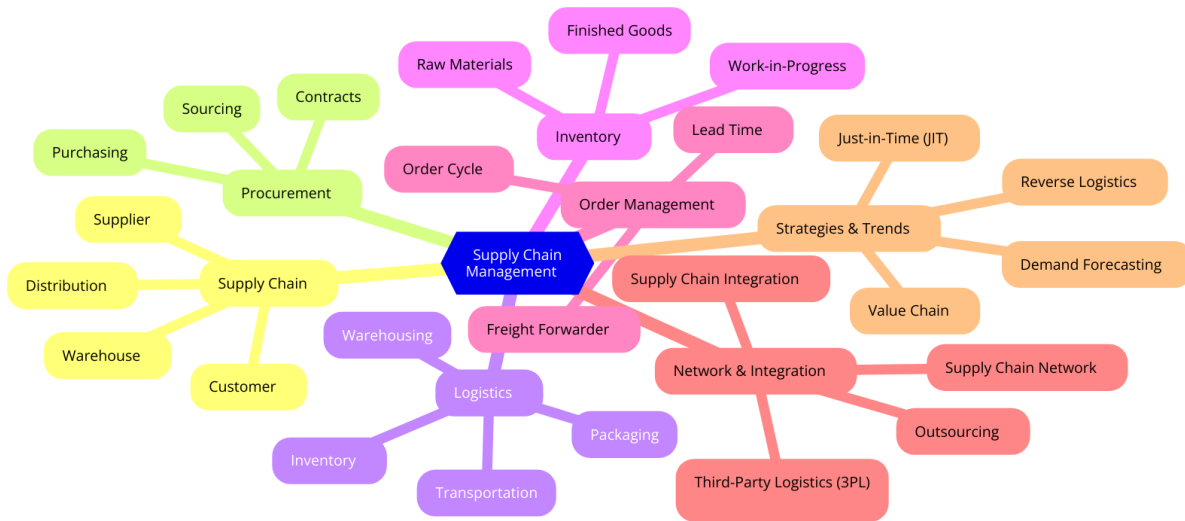 Finished Goods
Raw Materials
Work-in-Progress
Contracts
Sourcing
Lead Time
Inventory
Just-in-Time (JIT)
Purchasing
Order Cycle
Reverse Logistics
Procurement
Order Management
Supplier
Strategies & Trends
Supply Chain
Management
Demand Forecasting
Supply Chain Integration
Supply Chain
Distribution
Value Chain
Freight Forwarder
Warehousing
Warehouse
Network & Integration
Supply Chain Network
Customer
Logistics
Outsourcing
Packaging
Inventory
Third-Party Logistics (3PL)
Transportation